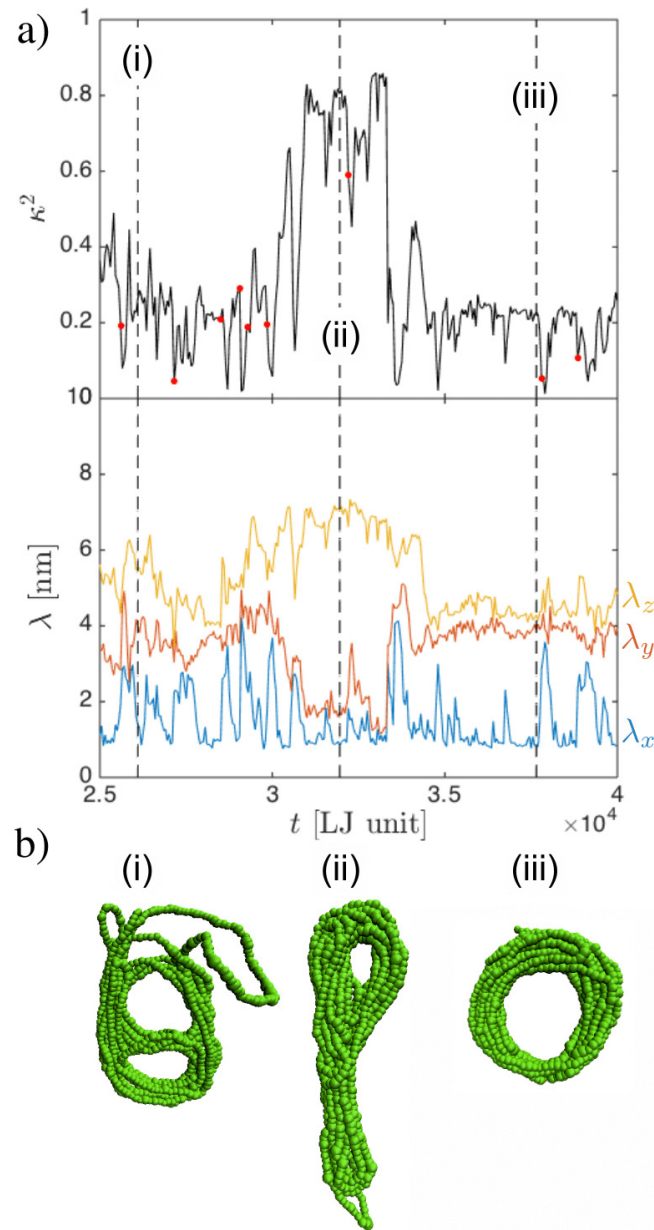 a)
1
(i)
0.8
(iii)
0.6
κ²
0.4
0.2
(ii)
10
8
6
λ [nm]
λz
4
λy
2
λx
0
2.5
3
3.5
4
t [LJ unit]
×10⁴
b)
(i)
(ii)
(iii)